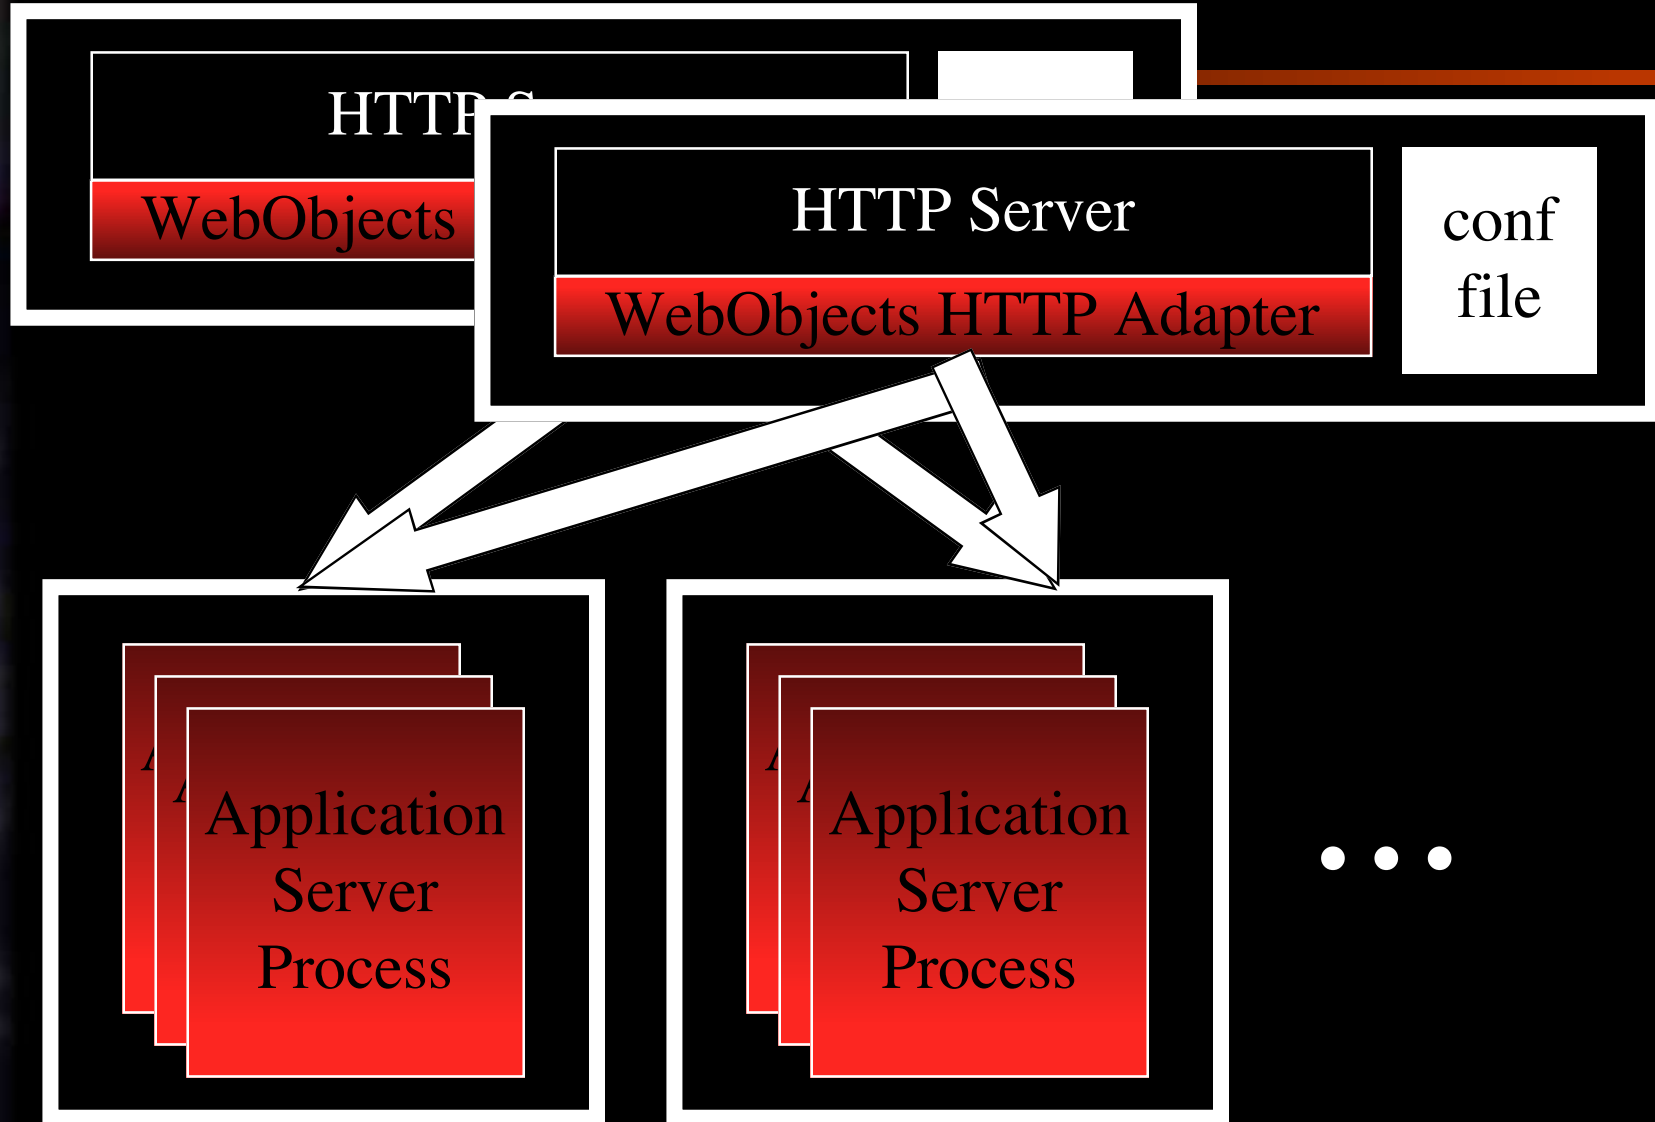 HTTP
WebObjects
HTTP Server
WebObjects HTTP Adapter
conf
file
Application
Server
Process
Application
Server
Process